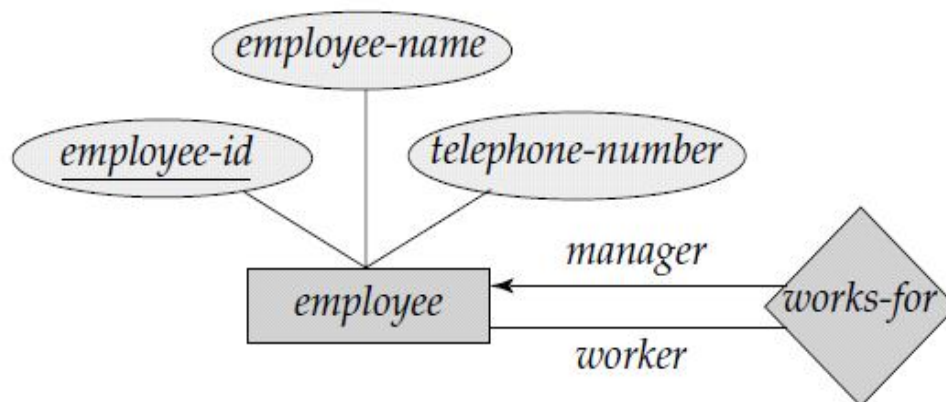 employee-name
employee-id
telephone-number
manager
employee
works-for
worker